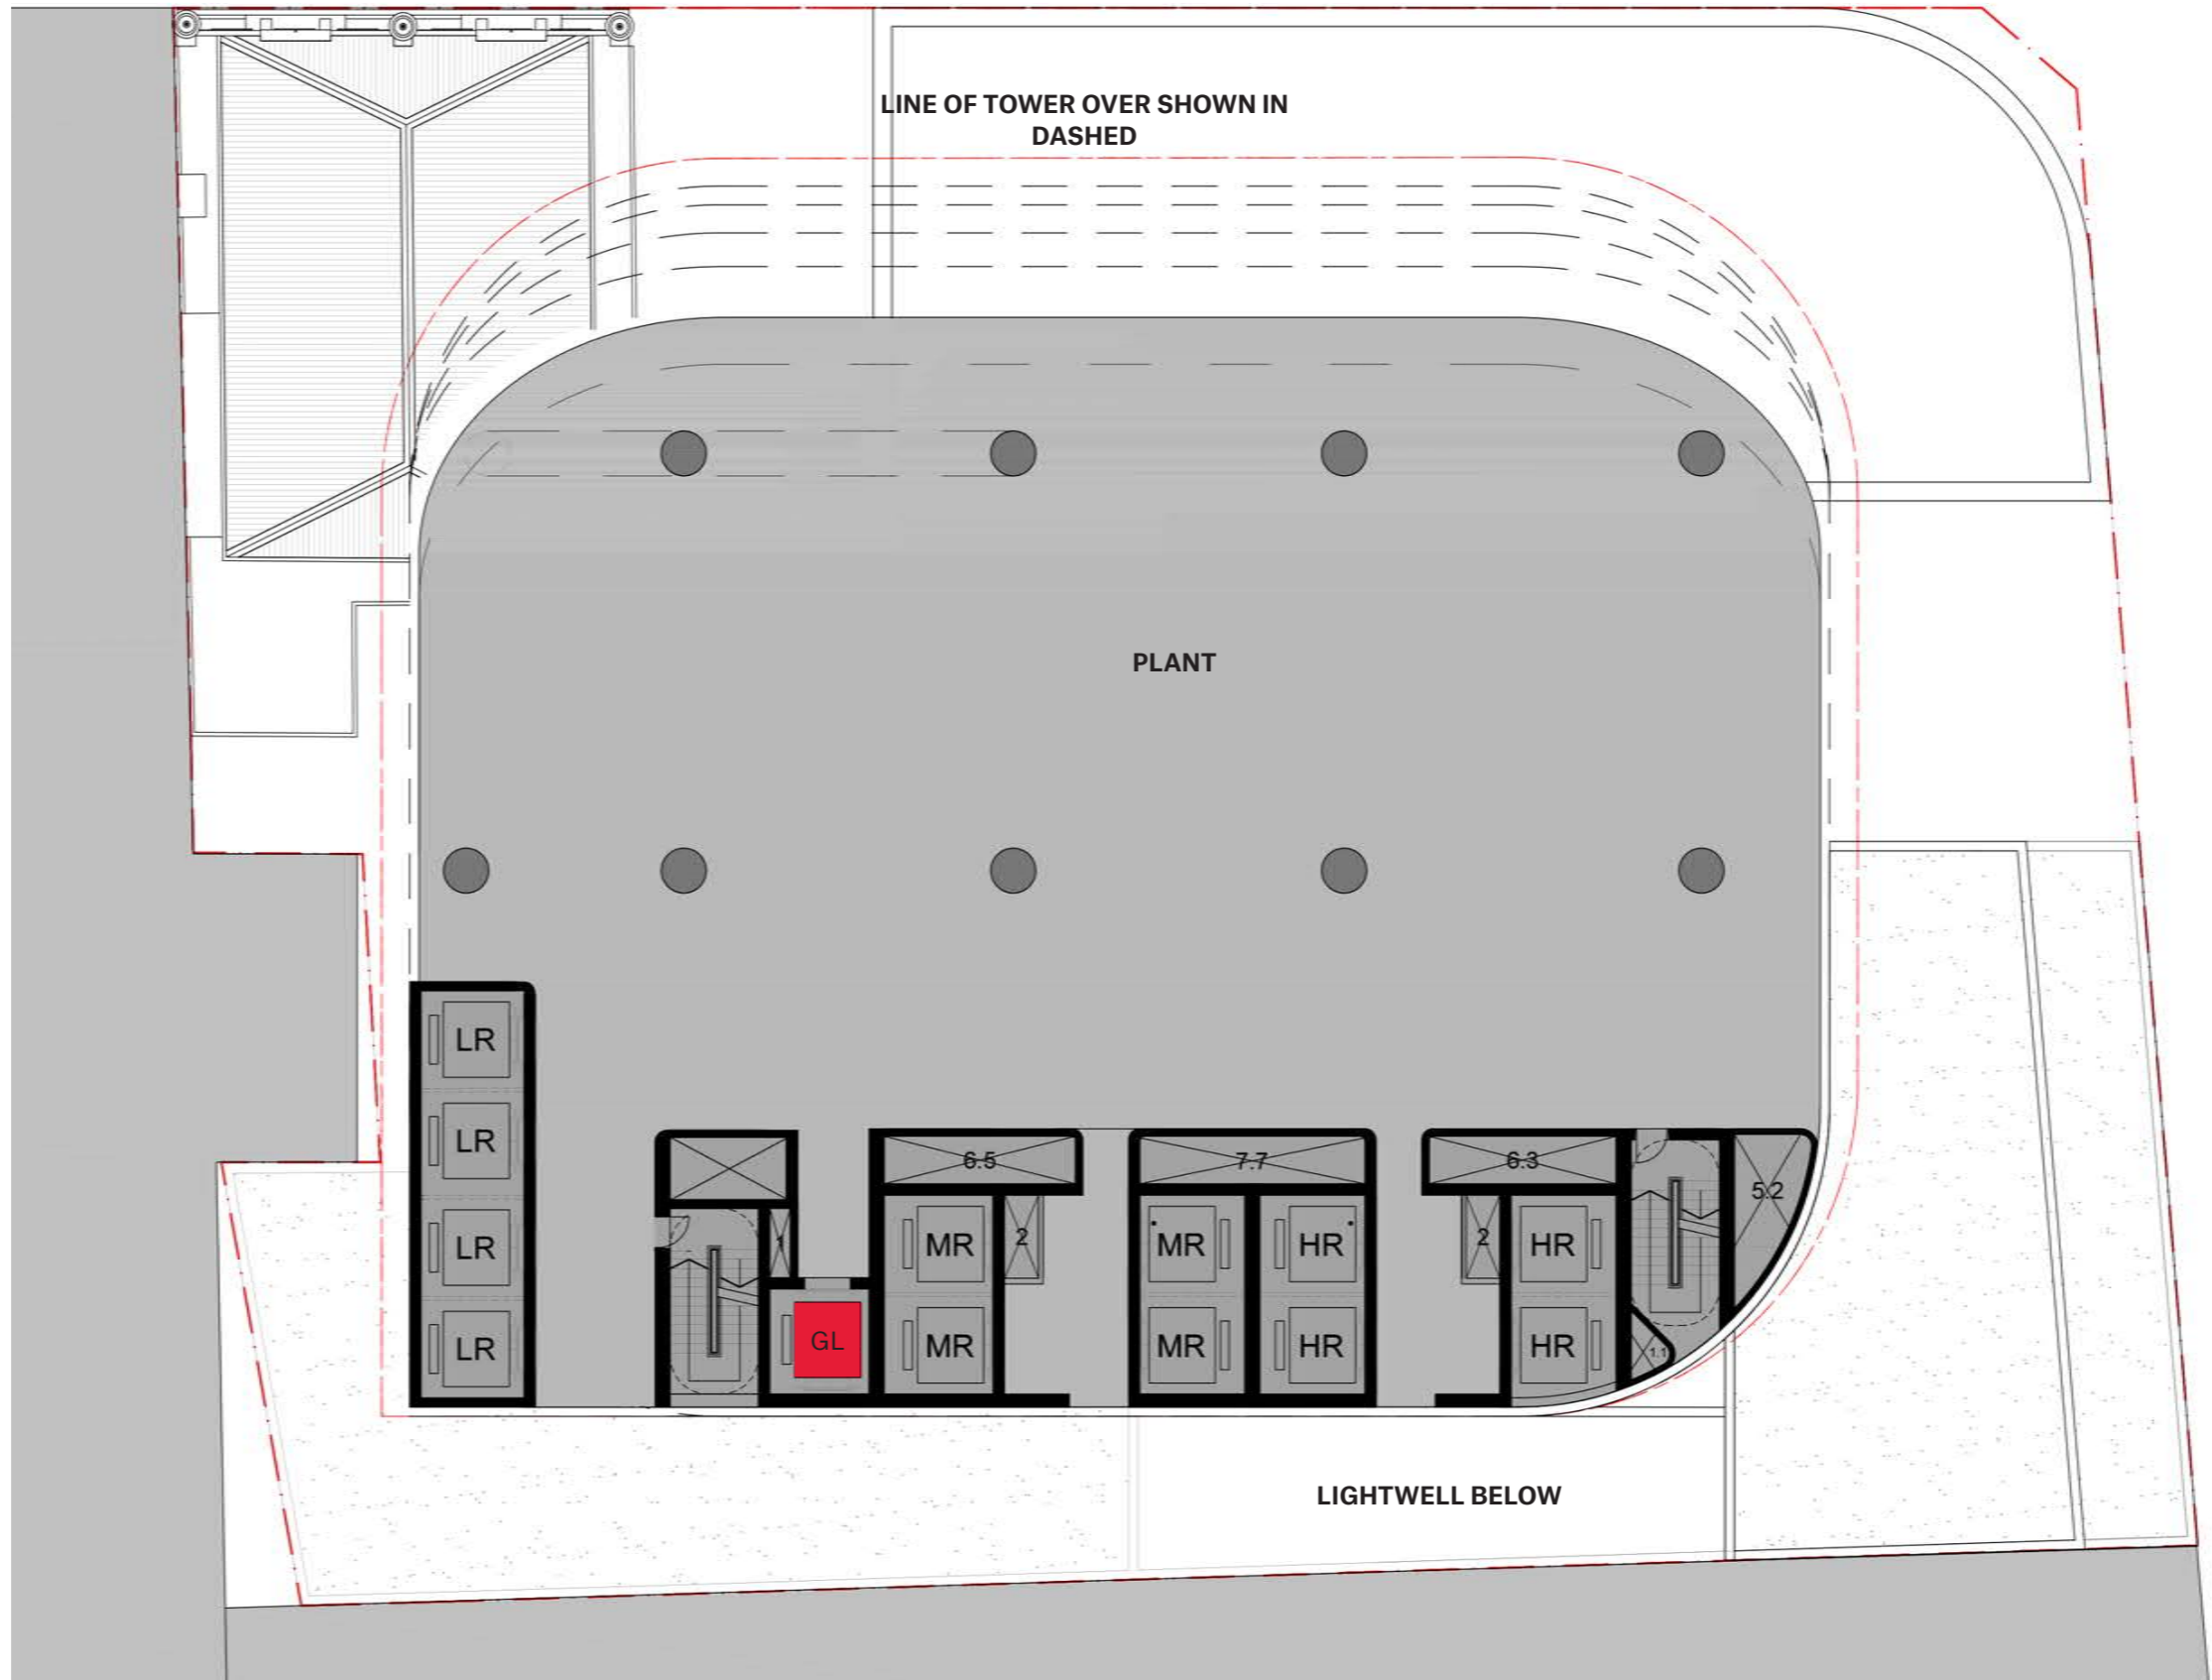 LINE OF TOWER OVER SHOWN IN
DASHED
PLANT
LR
LR
6.5
7.7
6.3
5.2
1
2
2
LR
MR
MR
HR
HR
GL
LR
MR
MR
HR
HR
1.1
LIGHTWELL BELOW